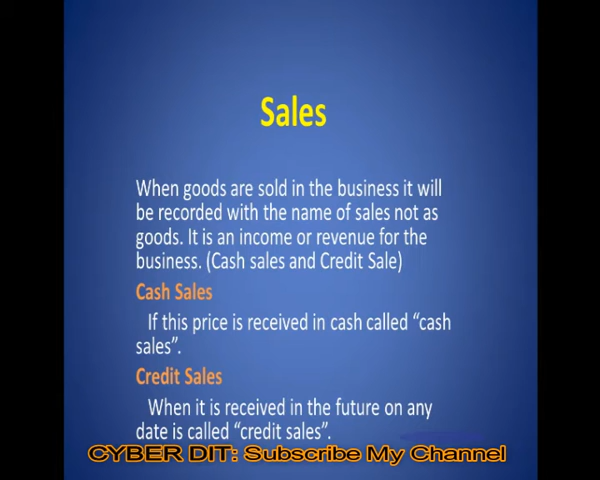 Sales
When goods are sold in the business it will
be recorded with the name of sales not as
goods. It is an income or revenue for the
business. (Cash sales and Credit Sale)
Cash Sales
If this price is received in cash called “cash
sales”.
Credit Sales
When it is received in the future on any
date is called “credit sales”.
CYBER DIT: Subscribe My Channel